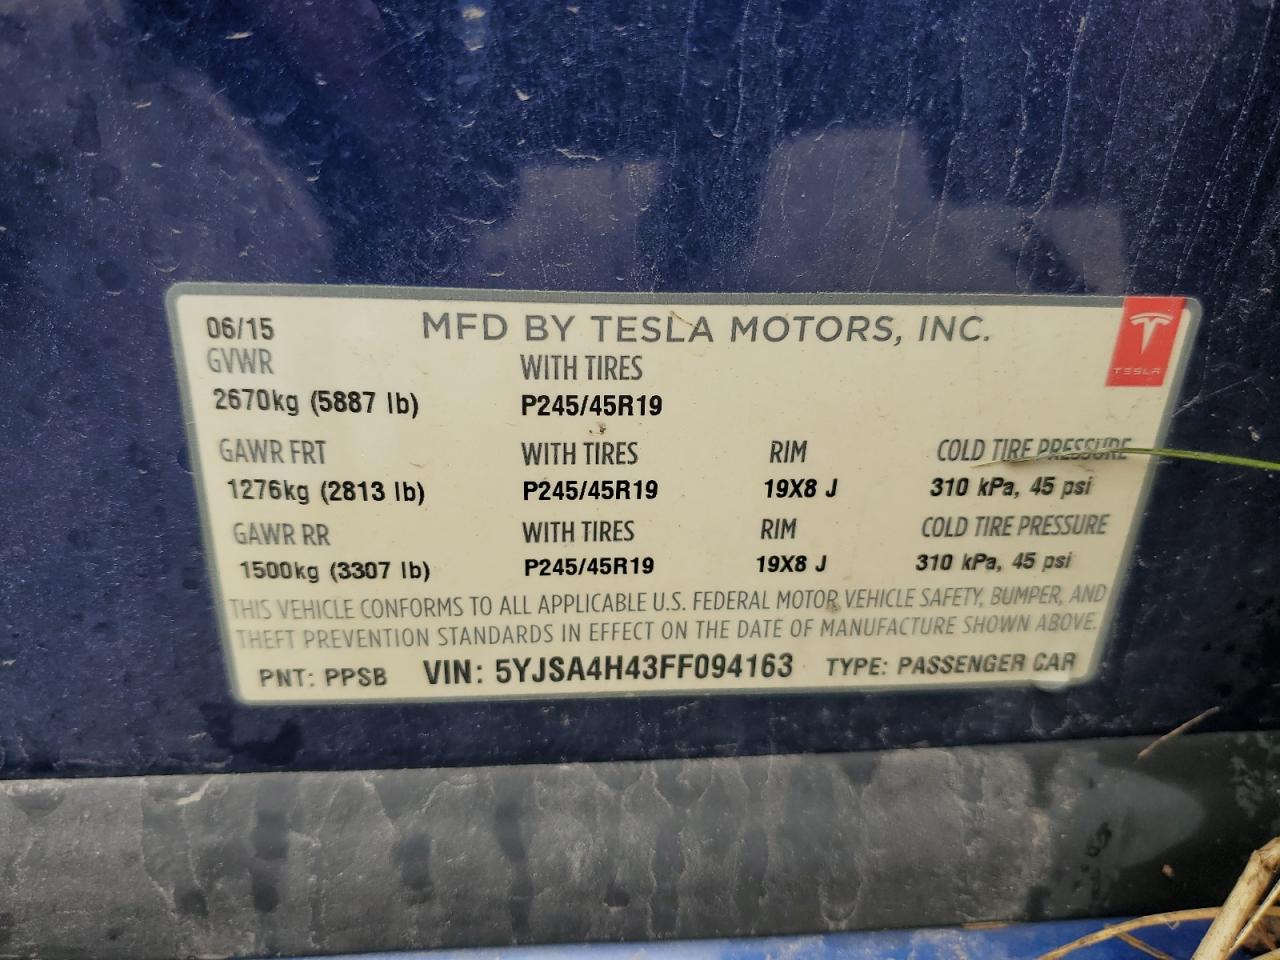 06/15 MFD BY TESLA MOTORS, INC.
TESLA
GVWR WITH TIRES
2670kg (5887 lb) P245/45R19
GAWR FRT WITH TIRES RIM COLD TIRE PRESSURE
1276kg (2813 lb) P245/45R19 19X8 J 310 kPa, 45 psi
GAWR RR WITH TIRES RIM COLD TIRE PRESSURE
1500kg (3307 lb) P245/45R19 19X8 J 310 kPa, 45 psi
THIS VEHICLE CONFORMS TO ALL APPLICABLE U.S. FEDERAL MOTOR VEHICLE SAFETY, BUMPER, AND
THEFT PREVENTION STANDARDS IN EFFECT ON THE DATE OF MANUFACTURE SHOWN ABOVE.
PNT: PPSB VIN: 5YJSA4H43FF094163 TYPE: PASSENGER CAR